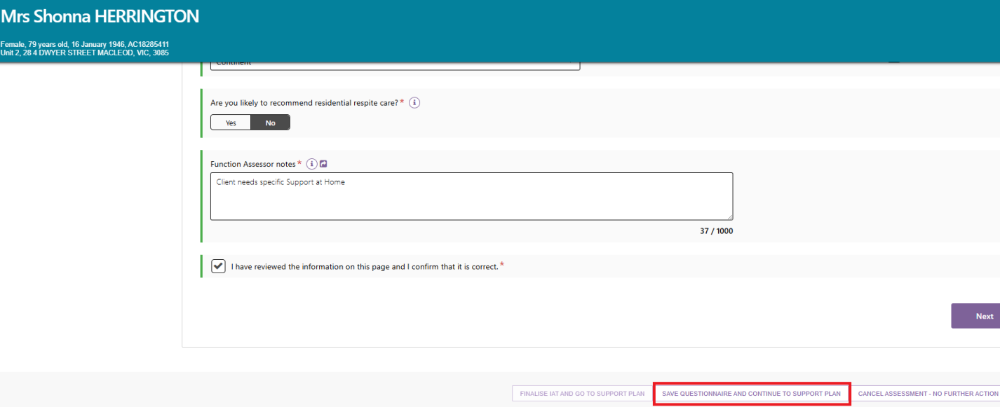 Mrs Shonna HERRINGTON
Female, 79 years old, 16 January 1946, AC18285411
Unit 2, 28 4 DWYER STREET MACLEOD, VIC, 3085
Continent
Are you likely to recommend residential respite care? *
Yes No
Function Assessor notes *
Client needs specific Support at Home
37 / 1000
I have reviewed the information on this page and I confirm that it is correct. *
Next
FINALISE IAT AND GO TO SUPPORT PLAN SAVE QUESTIONNAIRE AND CONTINUE TO SUPPORT PLAN CANCEL ASSESSMENT - NO FURTHER ACTION